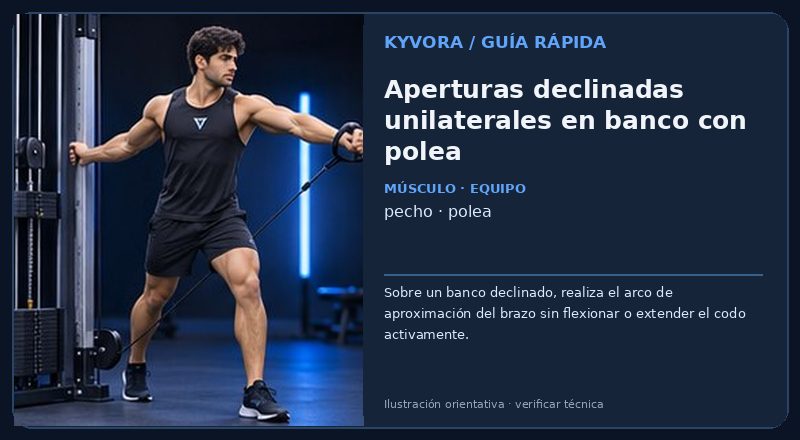 KYVORA / GUÍA RÁPIDA
Aperturas declinadas
unilaterales en banco con
polea
MÚSCULO · EQUIPO
pecho · polea
Sobre un banco declinado, realiza el arco de
aproximación del brazo sin flexionar o extender el codo
activamente.
Ilustración orientativa · verificar técnica